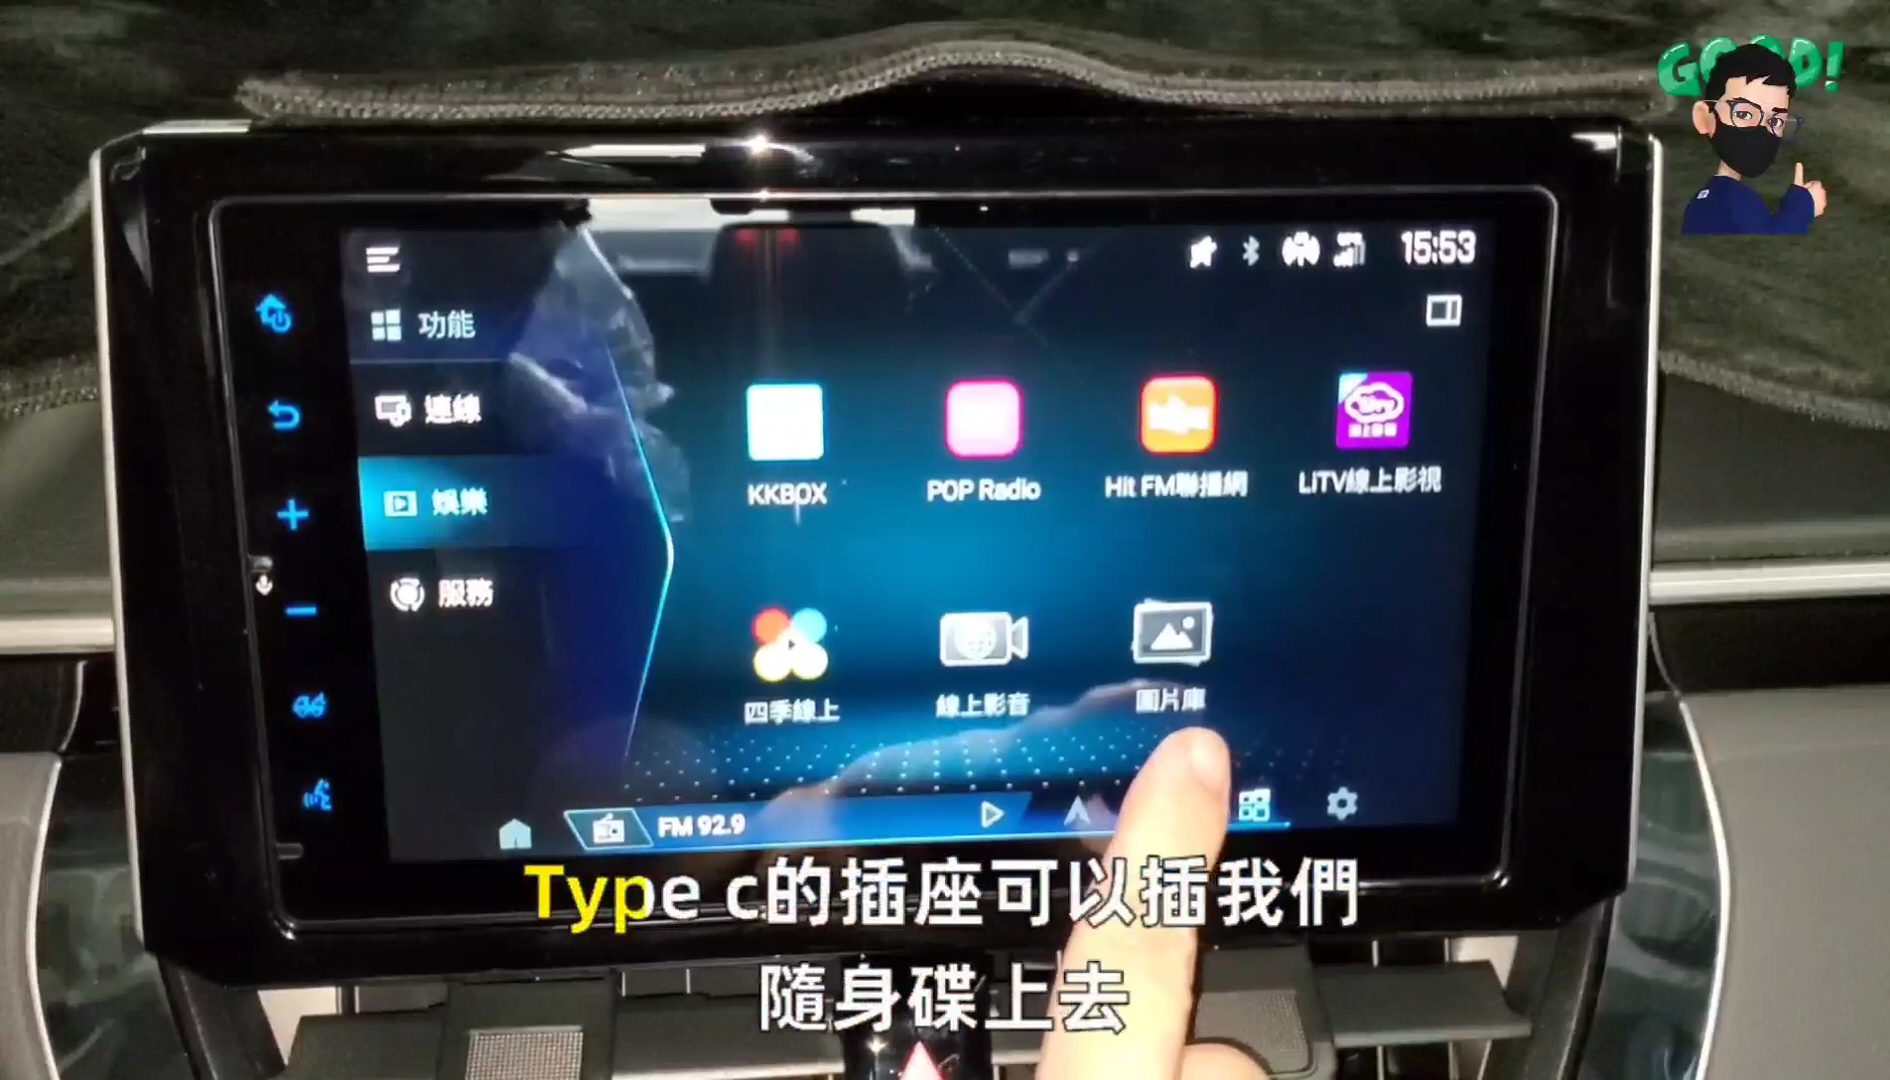 GOOD!
15:53
功能
連線
娛樂
服務
KKBOX
POP Radio
Hit FM聯播網
LiTV線上影視
四季線上
線上影音
圖片庫
FM 92.9
Type c的插座可以插我們
隨身碟上去